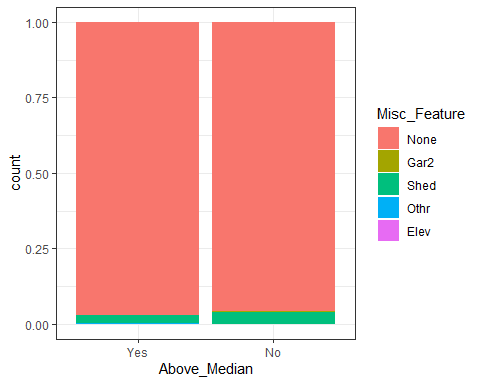 1.00
0.75
0.50
0.25
0.00
count
Yes No
Above_Median
Misc_Feature
None
Gar2
Shed
Othr
Elev